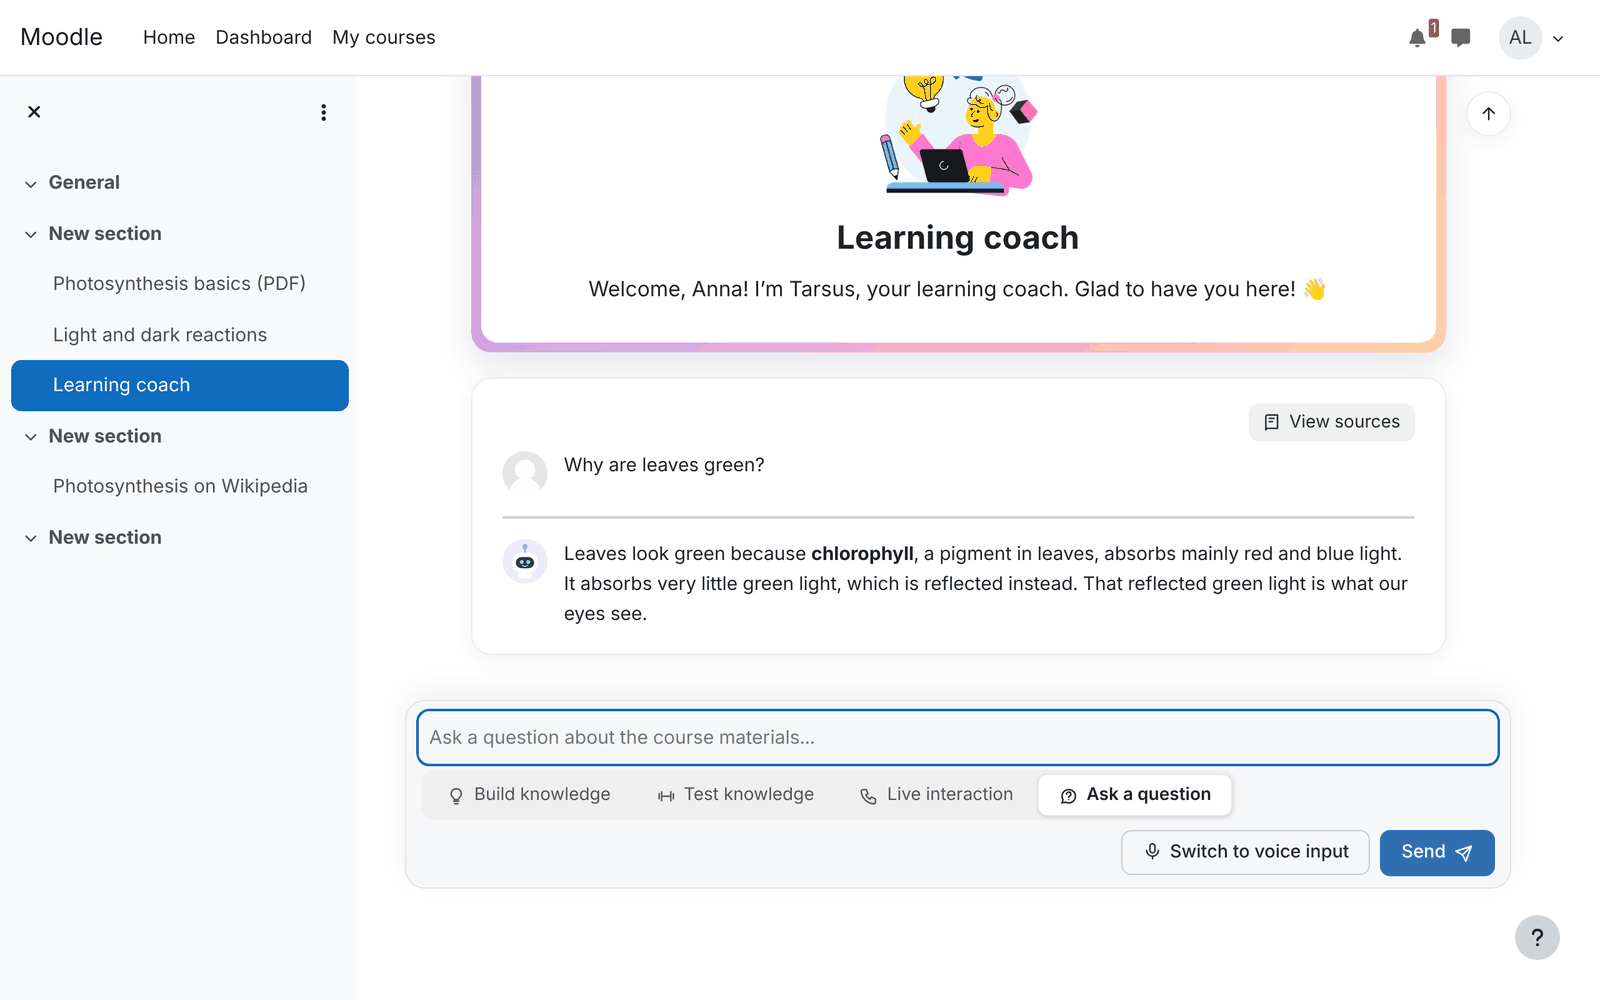 Moodle
Home
Dashboard
My courses
1
AL
General
New section
Photosynthesis basics (PDF)
Light and dark reactions
Learning coach
New section
Photosynthesis on Wikipedia
New section
Learning coach
Welcome, Anna! I’m Tarsus, your learning coach. Glad to have you here! 👋
View sources
Why are leaves green?
Leaves look green because chlorophyll, a pigment in leaves, absorbs mainly red and blue light.
It absorbs very little green light, which is reflected instead. That reflected green light is what our
eyes see.
Ask a question about the course materials...
Build knowledge
Test knowledge
Live interaction
Ask a question
Switch to voice input
Send
?